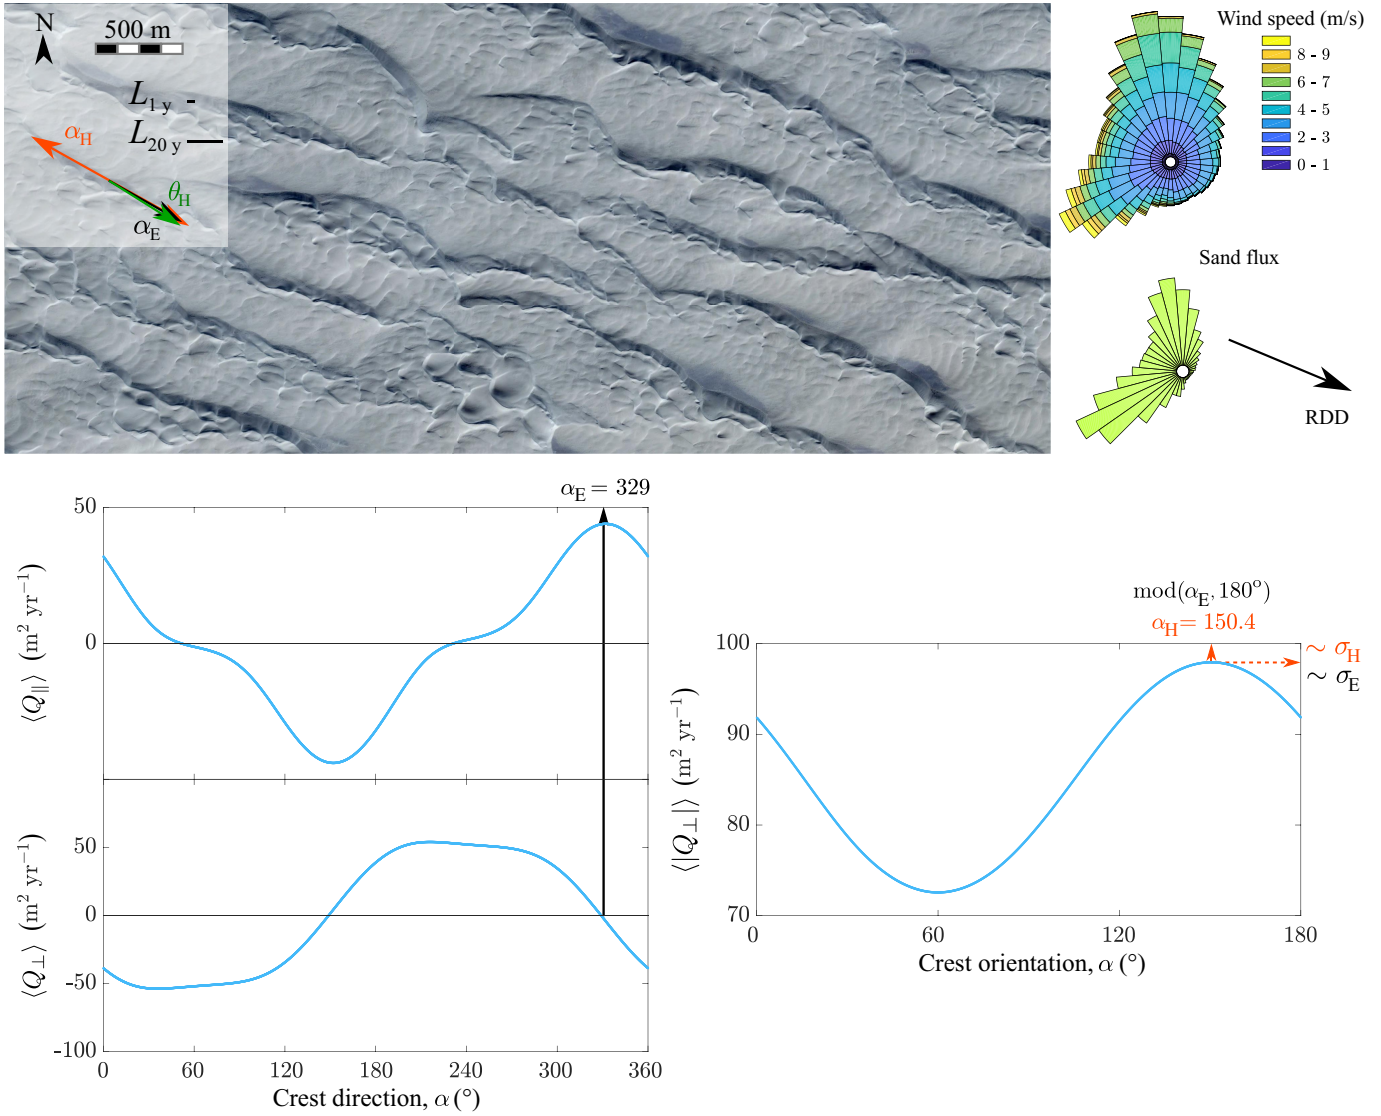 N
500 m
L1 y
L20 y
αH
θH
αE
Wind speed (m/s)
8 - 9
6 - 7
4 - 5
2 - 3
0 - 1
Sand flux
RDD
αE = 329
50
0
⟨Q∥⟩ (m² yr⁻¹)
50
0
-50
-100
⟨Q⊥⟩ (m² yr⁻¹)
0 60 120 180 240 300 360
Crest direction, α (°)
mod(αE, 180°)
αH = 150.4
∼ σH
∼ σE
100
90
80
70
⟨|Q⊥|⟩ (m² yr⁻¹)
0 60 120 180
Crest orientation, α (°)